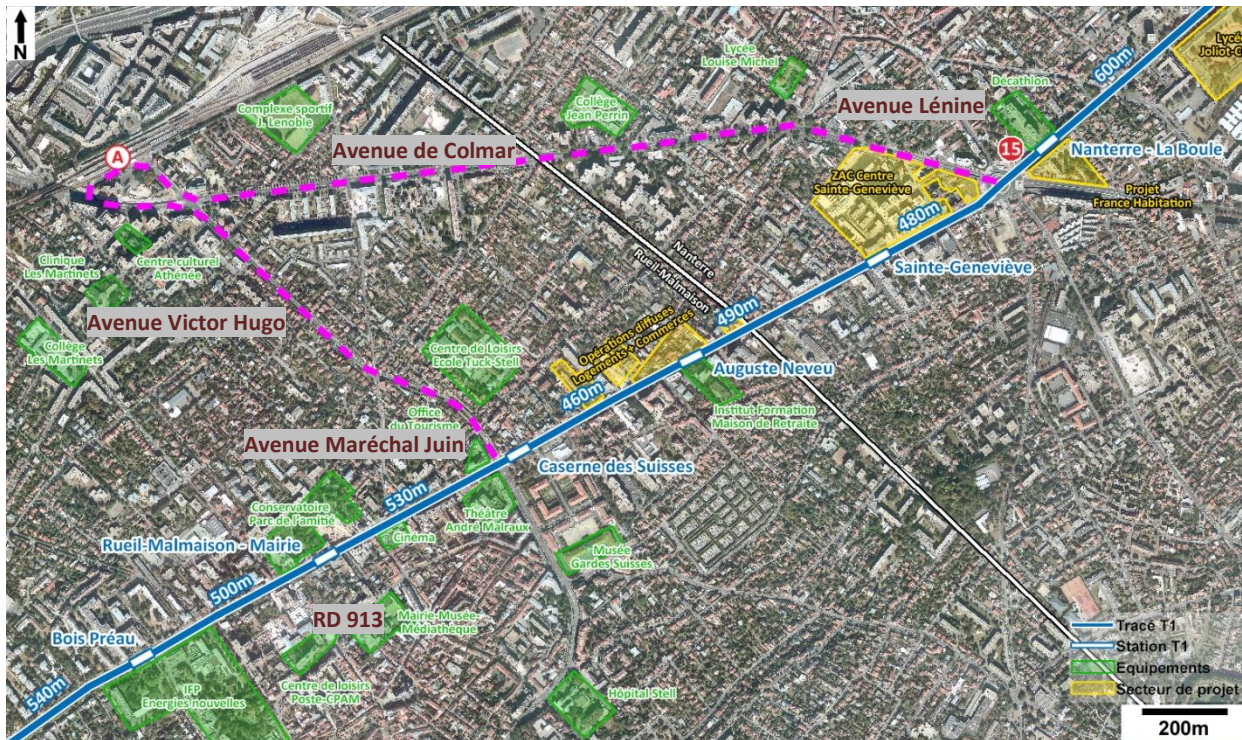 N
600m
Lycée
Joliot-C
Lycée
Louise Michel
Décathlon
Avenue Lénine
Complexe sportif
J. Lenoble
Collège
Jean Perrin
Avenue de Colmar
15
Nanterre - La Boule
A
ZAC Centre
Sainte-Geneviève
Projet
France Habitation
480m
Nanterre
Rueil-Malmaison
Sainte-Geneviève
Centre culturel
Athénée
Clinique
Les Martinets
Avenue Victor Hugo
490m
Opérations diffuses
Logements + Commerces
Collège
Les Martinets
Centre de Loisirs
Ecole Tuck-Stell
Auguste Neveu
460m
Institut Formation
Maison de Retraite
Office
du Tourisme
Avenue Maréchal Juin
Caserne des Suisses
530m
Conservatoire
Parc de l'amitié
Théâtre
André Malraux
Cinéma
Rueil-Malmaison - Mairie
Musée
Gardes Suisses
500m
RD 913
Mairie-Musée-
Médiathèque
Bois Préau
540m
IFP
Energies nouvelles
Centre de loisirs
Poste-CPAM
Hôpital Stell
Tracé T1
Station T1
Equipements
Secteur de projet
200m